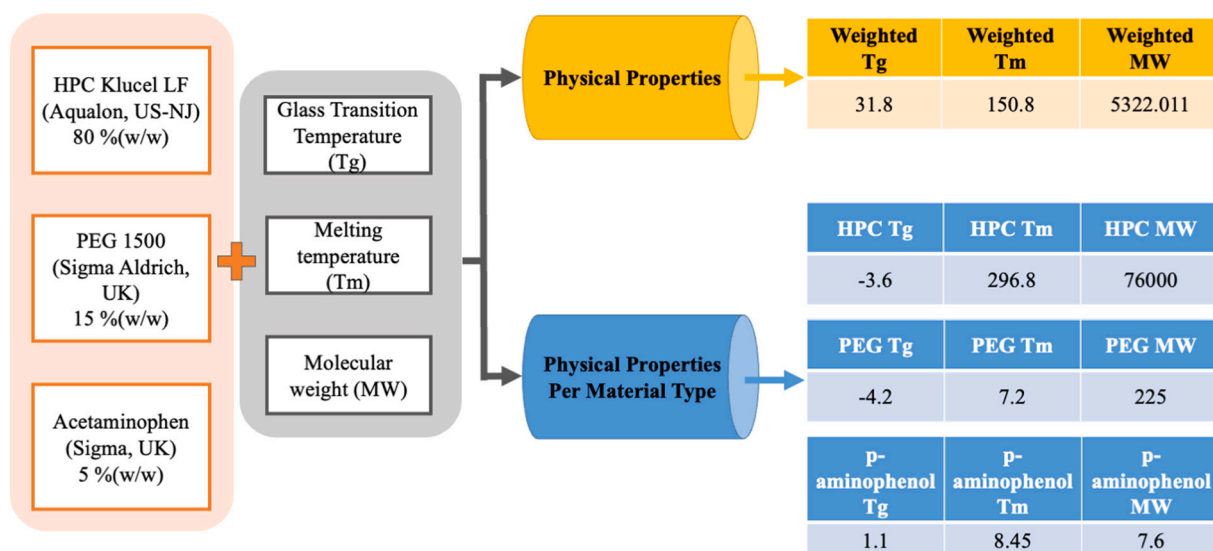 HPC Klucel LF
(Aqualon, US-NJ)
80 %(w/w)
PEG 1500
(Sigma Aldrich,
UK)
15 %(w/w)
Acetaminophen
(Sigma, UK)
5 %(w/w)
Glass Transition
Temperature
(Tg)
Melting
temperature
(Tm)
Molecular
weight (MW)
Physical Properties
Physical Properties
Per Material Type
Weighted Tg Weighted Tm Weighted MW
31.8 150.8 5322.011
HPC Tg HPC Tm HPC MW
-3.6 296.8 76000
PEG Tg PEG Tm PEG MW
-4.2 7.2 225
p-aminophenol Tg p-aminophenol Tm p-aminophenol MW
1.1 8.45 7.6